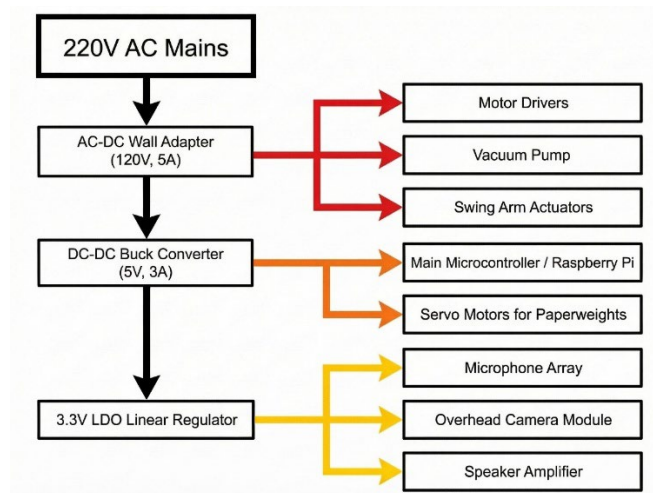 220V AC Mains
AC-DC Wall Adapter
(120V, 5A)
Motor Drivers
Vacuum Pump
Swing Arm Actuators
DC-DC Buck Converter
(5V, 3A)
Main Microcontroller / Raspberry Pi
Servo Motors for Paperweights
3.3V LDO Linear Regulator
Microphone Array
Overhead Camera Module
Speaker Amplifier